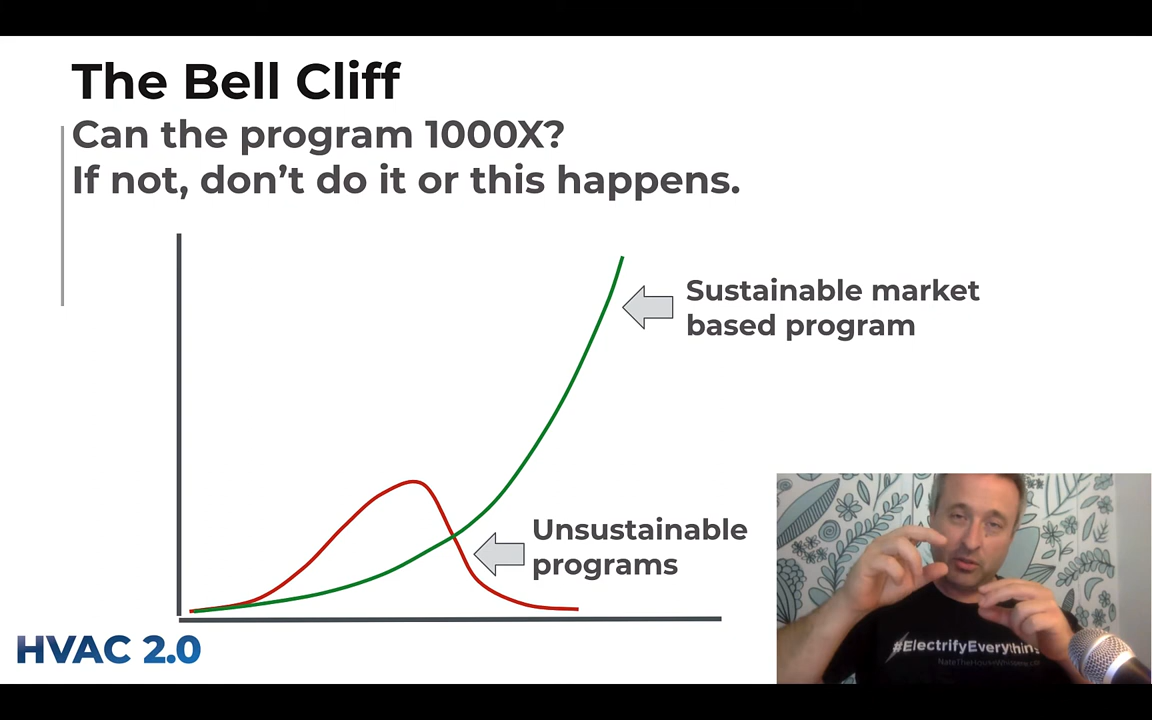 The Bell Cliff
Can the program 1000X?
If not, don't do it or this happens.
Sustainable market
based program
Unsustainable
programs
HVAC 2.0
#ElectrifyEverything